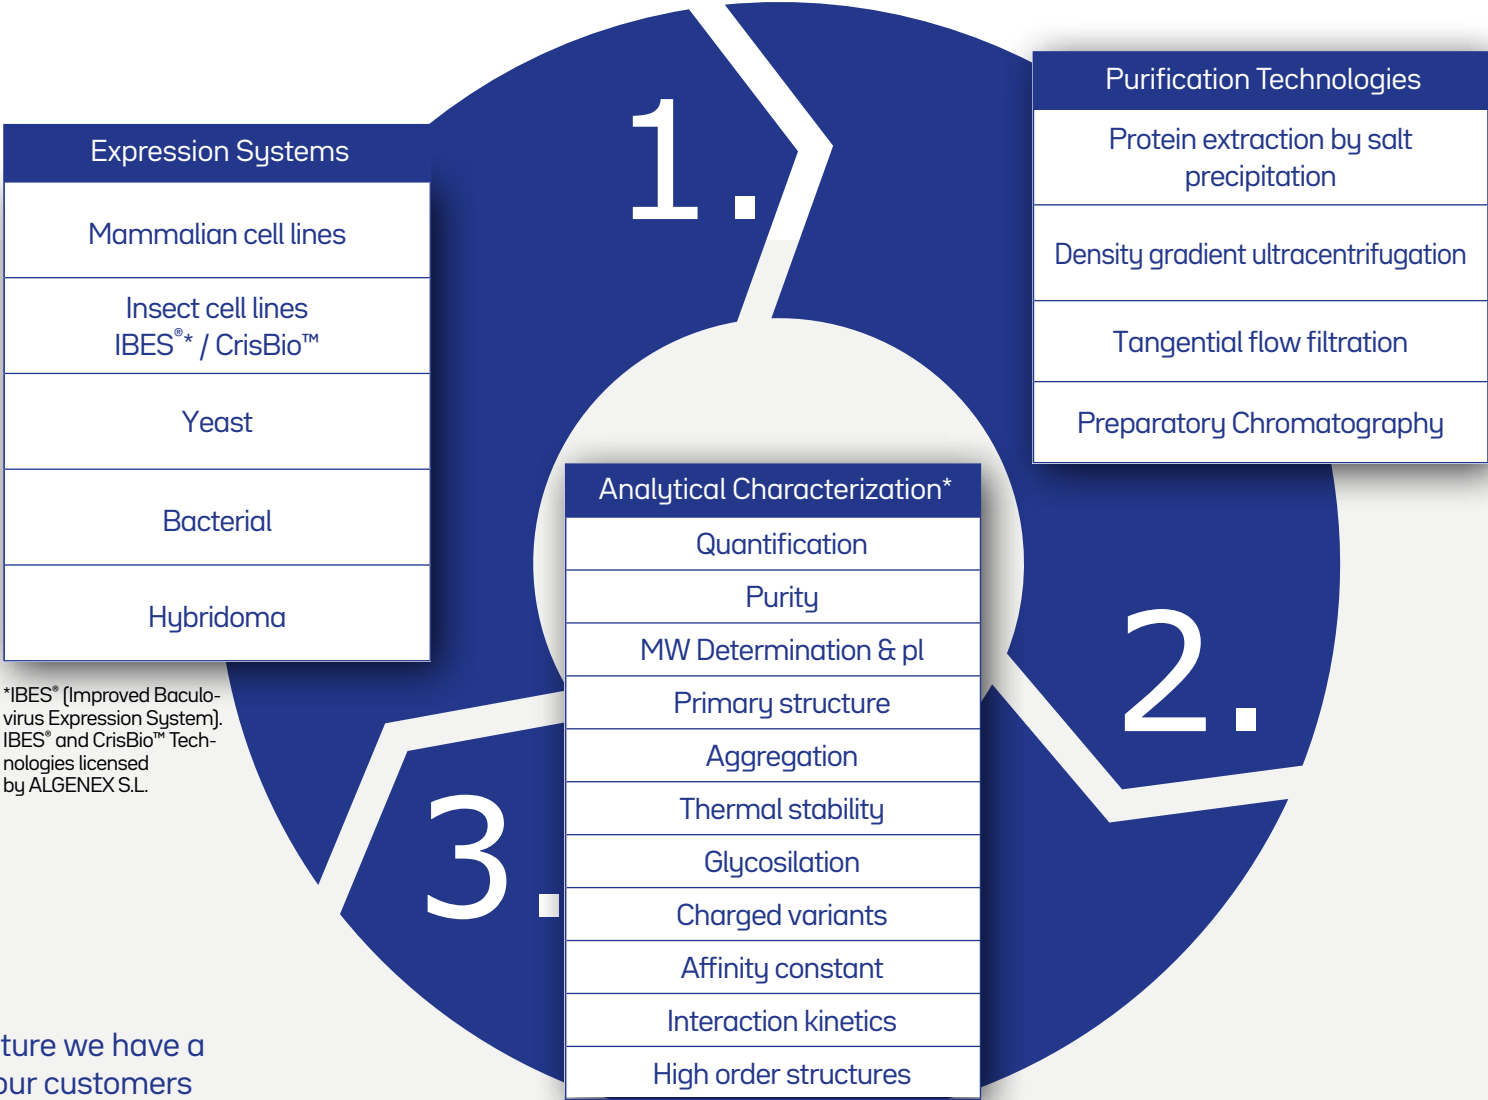 1.
Expression Systems
Mammalian cell lines
Insect cell lines
IBES®* / CrisBio™
Yeast
Bacterial
Hybridoma
*IBES® (Improved Baculo-
virus Expression System).
IBES® and CrisBio™ Tech-
nologies licensed
by ALGENEX S.L.
Purification Technologies
Protein extraction by salt
precipitation
Density gradient ultracentrifugation
Tangential flow filtration
Preparatory Chromatography
2.
3.
Analytical Characterization*
Quantification
Purity
MW Determination & pl
Primary structure
Aggregation
Thermal stability
Glycosilation
Charged variants
Affinity constant
Interaction kinetics
High order structures
ture we have a
our customers